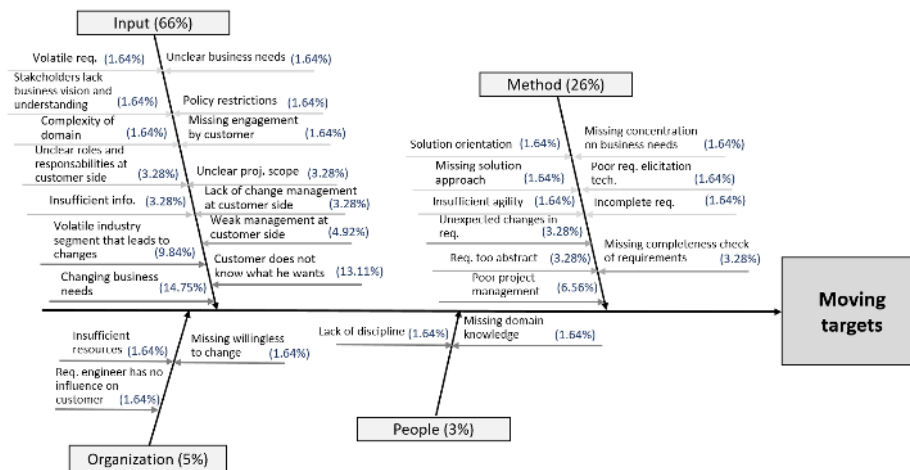 Input (66%)
Volatile req. (1.64%)
Unclear business needs (1.64%)
Stakeholders lack
business vision and
understanding (1.64%)
Policy restrictions (1.64%)
Complexity of
domain (1.64%)
Missing engagement
by customer (1.64%)
Unclear roles and
responsabilities at
customer side (3.28%)
Unclear proj. scope (3.28%)
Insufficient info. (3.28%)
Lack of change management
at customer side (3.28%)
Volatile industry
segment that leads to
changes (9.84%)
Weak management at
customer side (4.92%)
Changing business
needs (14.75%)
Customer does not
know what he wants (13.11%)
Method (26%)
Solution orientation (1.64%)
Missing concentration
on business needs (1.64%)
Missing solution
approach (1.64%)
Poor req. elicitation
tech. (1.64%)
Insufficient agility (1.64%)
Incomplete req. (1.64%)
Unexpected changes in
req. (3.28%)
Req. too abstract (3.28%)
Missing completeness check
of requirements (3.28%)
Poor project
management (6.56%)
Moving
targets
Insufficient
resources (1.64%)
Missing willingless
to change (1.64%)
Req. engineer has no
influence on
customer (1.64%)
Organization (5%)
Lack of discipline (1.64%)
Missing domain
knowledge (1.64%)
People (3%)